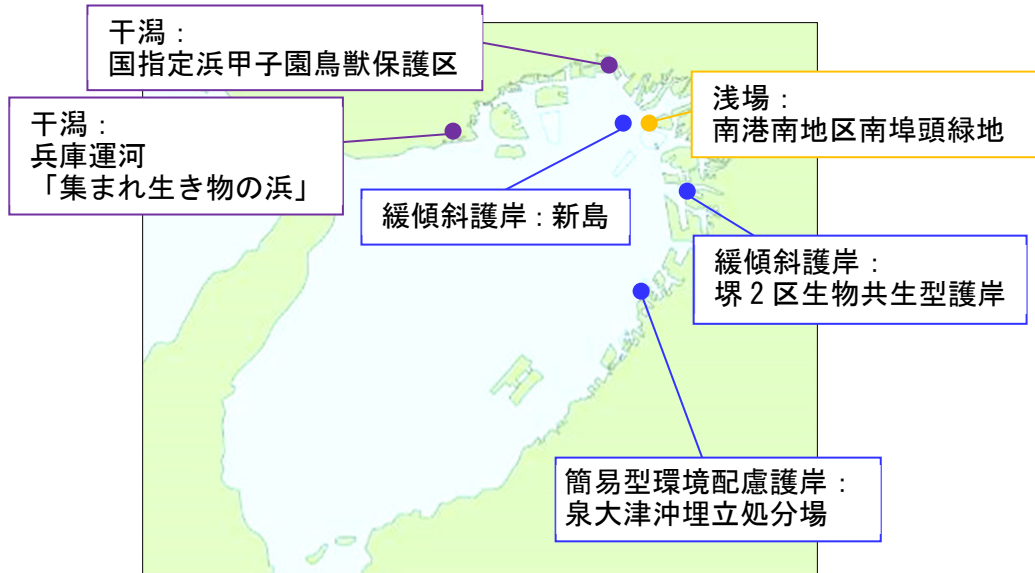 干潟：
国指定浜甲子園鳥獣保護区
干潟：
兵庫運河
「集まれ生き物の浜」
浅場：
南港南地区南埠頭緑地
緩傾斜護岸：新島
緩傾斜護岸：
堺２区生物共生型護岸
簡易型環境配慮護岸：
泉大津沖埋立処分場